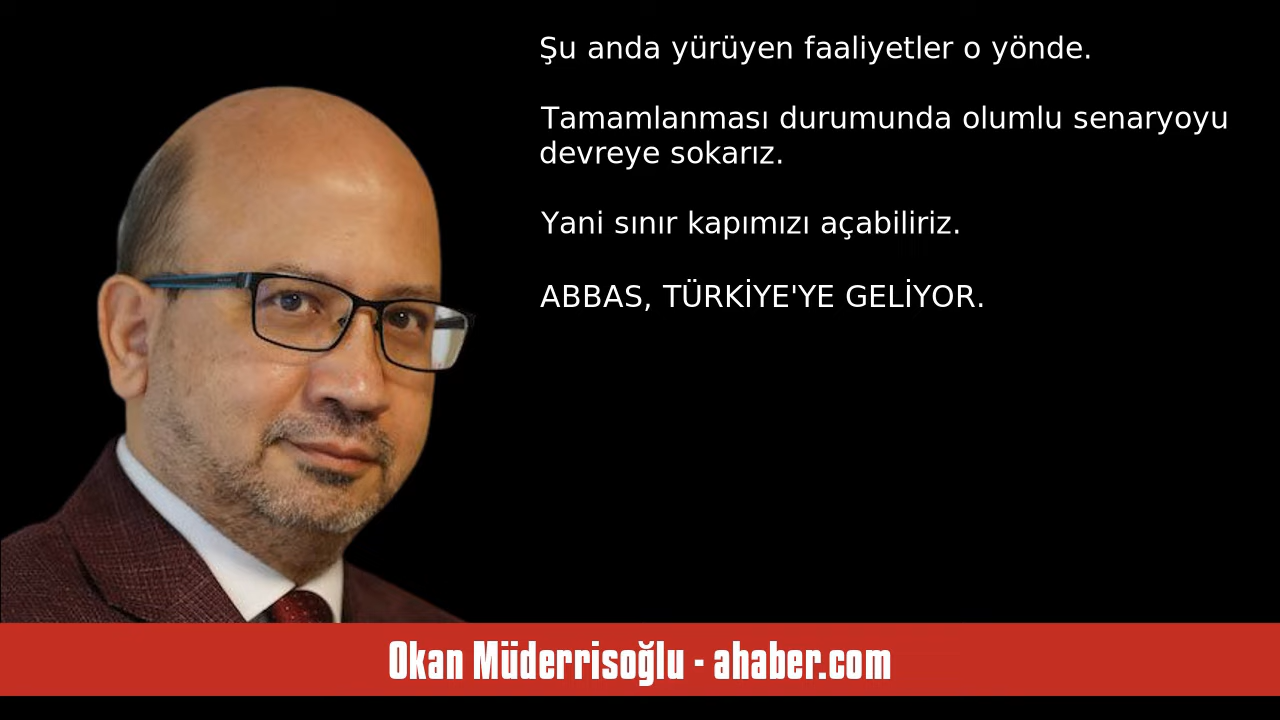 Şu anda yürüyen faaliyetler o yönde.
Tamamlanması durumunda olumlu senaryoyu
devreye sokarız.
Yani sınır kapımızı açabiliriz.
ABBAS, TÜRKİYE'YE GELİYOR.
Okan Müderrisoğlu - ahaber.com